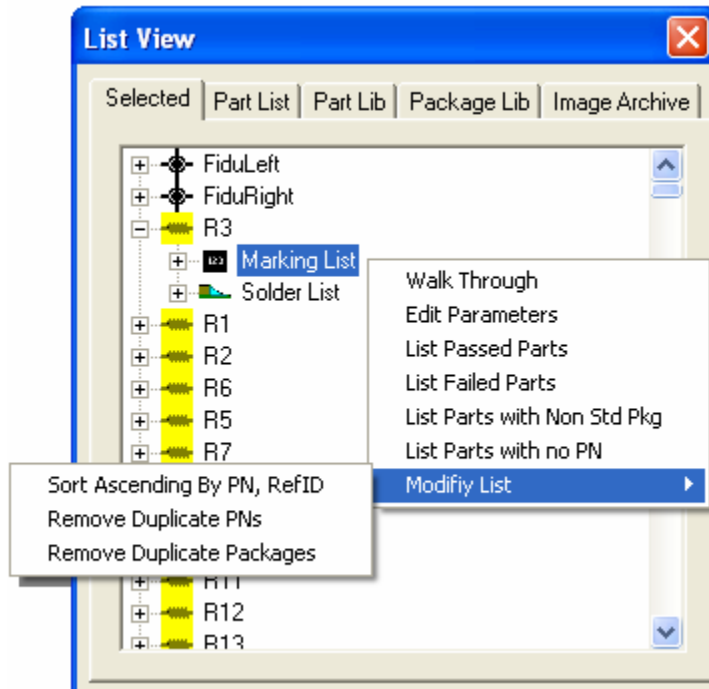 List View
Selected Part List Part Lib Package Lib Image Archive
FiduLeft
FiduRight
R3
123 Marking List
Solder List
R1
R2
R6
R5
R7
Walk Through
Edit Parameters
List Passed Parts
List Failed Parts
List Parts with Non Std Pkg
List Parts with no PN
Modifiy List
Sort Ascending By PN, RefID
Remove Duplicate PNs
Remove Duplicate Packages
R11
R12
R13